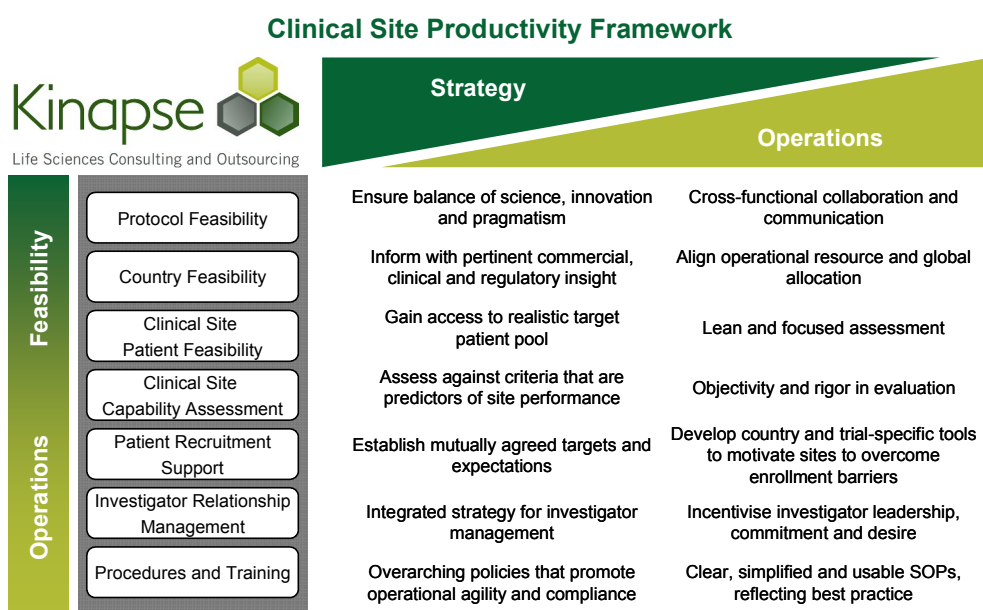 Clinical Site Productivity Framework
Kinapse
Life Sciences Consulting and Outsourcing
Strategy
Operations
Feasibility
Operations
Protocol Feasibility
Ensure balance of science, innovation
and pragmatism
Cross-functional collaboration and
communication
Country Feasibility
Inform with pertinent commercial,
clinical and regulatory insight
Align operational resource and global
allocation
Clinical Site
Patient Feasibility
Gain access to realistic target
patient pool
Lean and focused assessment
Clinical Site
Capability Assessment
Assess against criteria that are
predictors of site performance
Objectivity and rigor in evaluation
Patient Recruitment
Support
Establish mutually agreed targets and
expectations
Develop country and trial-specific tools
to motivate sites to overcome
enrollment barriers
Investigator Relationship
Management
Integrated strategy for investigator
management
Incentivise investigator leadership,
commitment and desire
Procedures and Training
Overarching policies that promote
operational agility and compliance
Clear, simplified and usable SOPs,
reflecting best practice